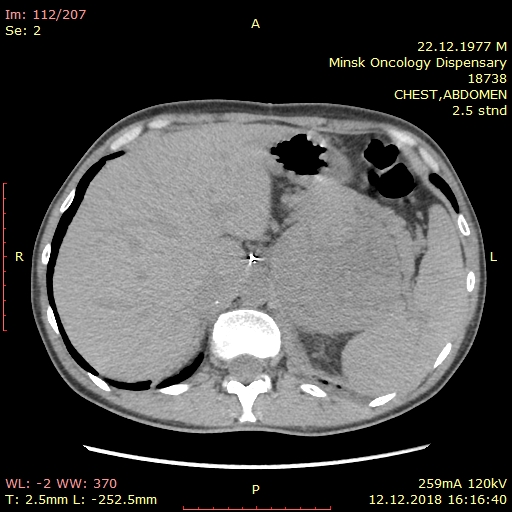 Im: 112/207
Se: 2
A
22.12.1977 M
Minsk Oncology Dispensary
18738
CHEST,ABDOMEN
2.5 stnd
R
L
WL: -2 WW: 370
T: 2.5mm L: -252.5mm
P
259mA 120kV
12.12.2018 16:16:40